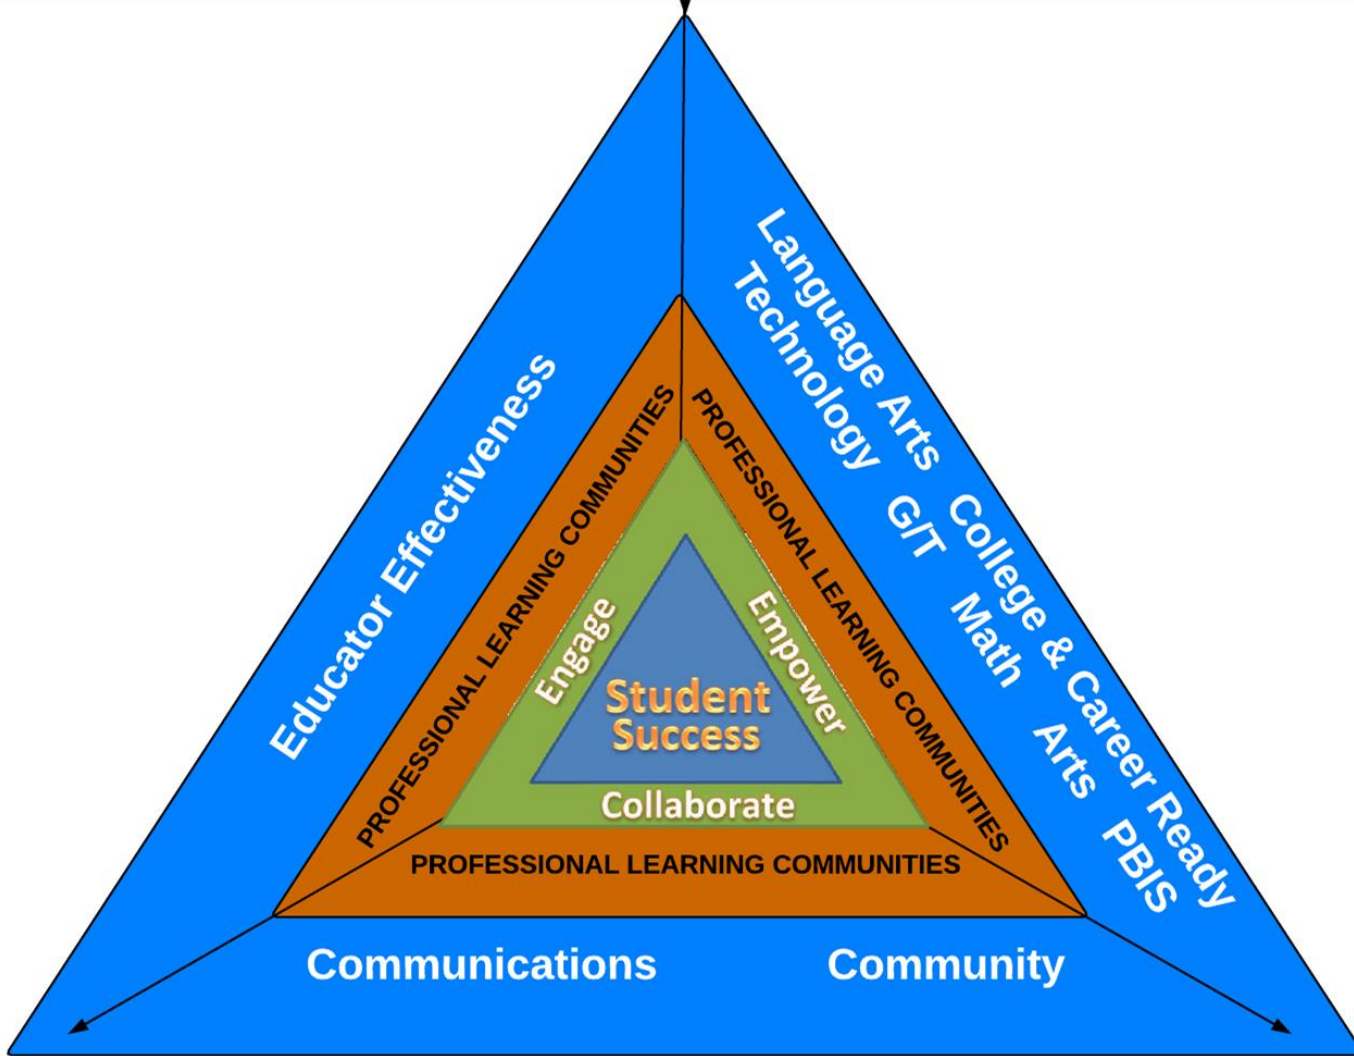 Educator Effectiveness
Language Arts College & Career Ready
Technology G/T Math Arts PBIS
PROFESSIONAL LEARNING COMMUNITIES
PROFESSIONAL LEARNING COMMUNITIES
Engage
Empower
Student
Success
Collaborate
PROFESSIONAL LEARNING COMMUNITIES
Communications Community